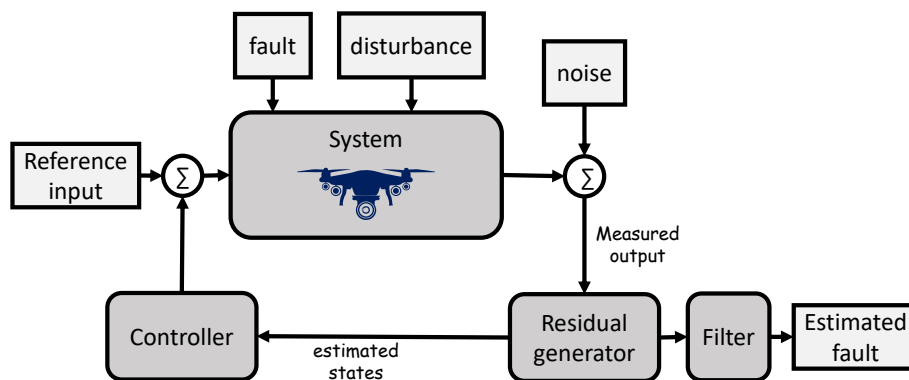 fault
disturbance
noise
System
Reference
input
Σ
Σ
Measured
output
Controller
estimated
states
Residual
generator
Filter
Estimated
fault